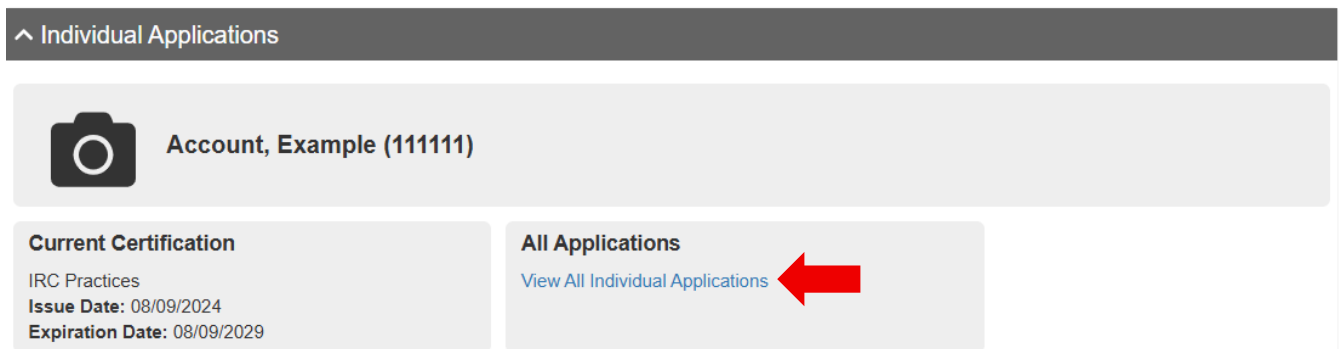 Individual Applications
Account, Example (111111)
Current Certification
IRC Practices
Issue Date: 08/09/2024
Expiration Date: 08/09/2029
All Applications
View All Individual Applications